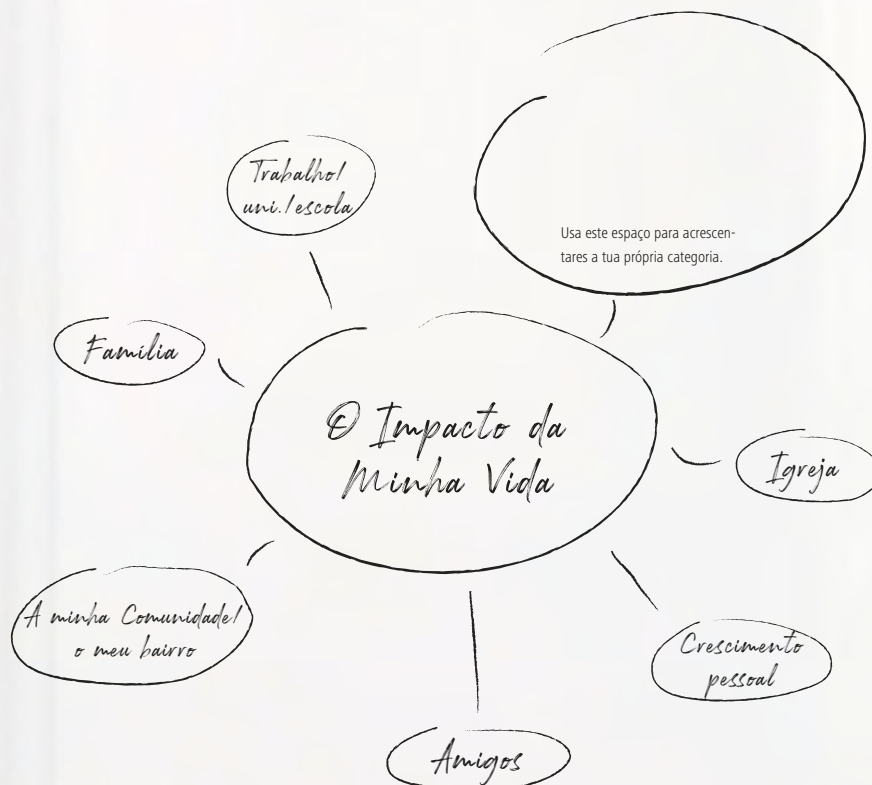 Trabalho/
uni./escola
Usa este espaço para acrescen-
tares a tua própria categoria.
Família
O Impacto da
Minha Vida
Igreja
A minha Comunidade/
o meu bairro
Crescimento
pessoal
Amigos